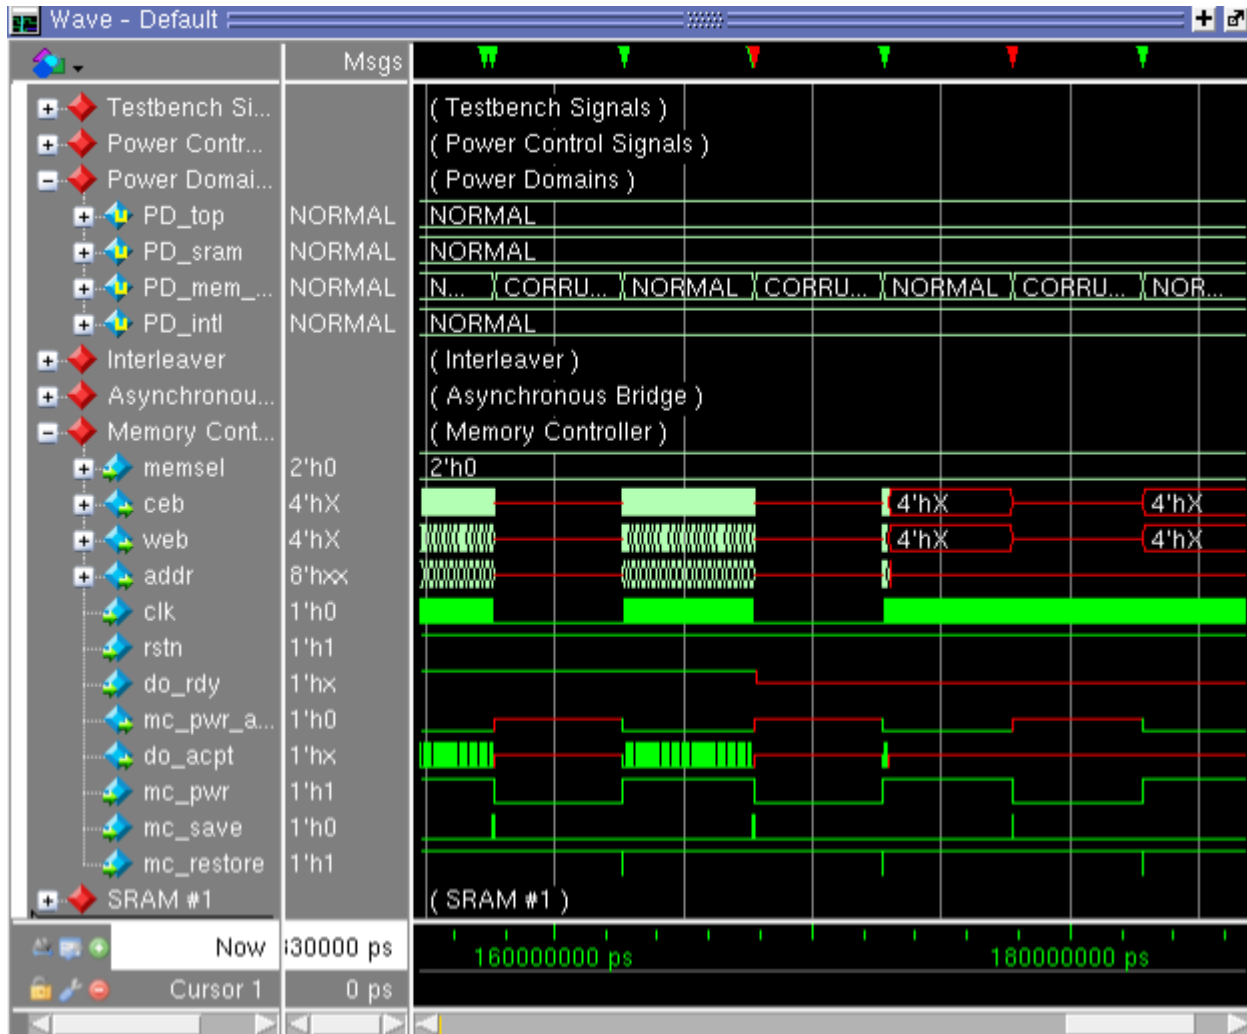 Wave - Default
Msgs
Testbench Si... ( Testbench Signals )
Power Contr... ( Power Control Signals )
Power Domai... ( Power Domains )
PD_top NORMAL NORMAL
PD_sram NORMAL NORMAL
PD_mem_... NORMAL N... CORRU... NORMAL CORRU... NORMAL CORRU... NOR...
PD_intl NORMAL NORMAL
Interleaver ( Interleaver )
Asynchronou... ( Asynchronous Bridge )
Memory Cont... ( Memory Controller )
memsel 2'h0 2'h0
ceb 4'hX 4'hX 4'hX
web 4'hX 4'hX 4'hX
addr 8'hxx
clk 1'h0
rstn 1'h1
do_rdy 1'hx
mc_pwr_a... 1'h0
do_acpt 1'hx
mc_pwr 1'h1
mc_save 1'h0
mc_restore 1'h1
SRAM #1 ( SRAM #1 )
Now 30000 ps 160000000 ps 180000000 ps
Cursor 1 0 ps